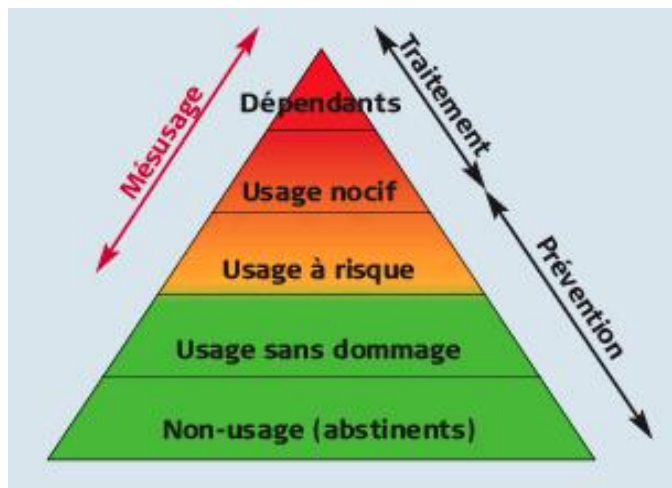 Mésusage
Traitement
Dépendants
Usage nocif
Prévention
Usage à risque
Usage sans dommage
Non-usage (abstinents)